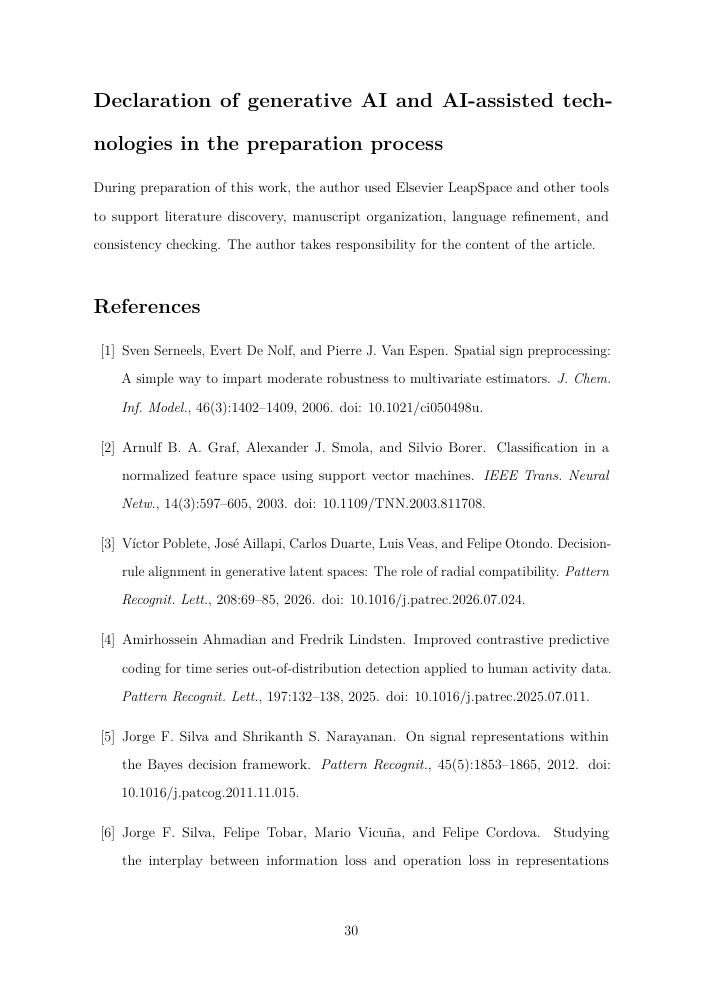 Declaration of generative AI and AI-assisted tech-
nologies in the preparation process
During preparation of this work, the author used Elsevier LeapSpace and other tools
to support literature discovery, manuscript organization, language refinement, and
consistency checking. The author takes responsibility for the content of the article.
References
[1] Sven Serneels, Evert De Nolf, and Pierre J. Van Espen. Spatial sign preprocessing:
A simple way to impart moderate robustness to multivariate estimators. J. Chem.
Inf. Model., 46(3):1402–1409, 2006. doi: 10.1021/ci050498u.
[2] Arnulf B. A. Graf, Alexander J. Smola, and Silvio Borer. Classification in a
normalized feature space using support vector machines. IEEE Trans. Neural
Netw., 14(3):597–605, 2003. doi: 10.1109/TNN.2003.811708.
[3] Víctor Poblete, José Aillapi, Carlos Duarte, Luis Veas, and Felipe Otondo. Decision-
rule alignment in generative latent spaces: The role of radial compatibility. Pattern
Recognit. Lett., 208:69–85, 2026. doi: 10.1016/j.patrec.2026.07.024.
[4] Amirhossein Ahmadian and Fredrik Lindsten. Improved contrastive predictive
coding for time series out-of-distribution detection applied to human activity data.
Pattern Recognit. Lett., 197:132–138, 2025. doi: 10.1016/j.patrec.2025.07.011.
[5] Jorge F. Silva and Shrikanth S. Narayanan. On signal representations within
the Bayes decision framework. Pattern Recognit., 45(5):1853–1865, 2012. doi:
10.1016/j.patcog.2011.11.015.
[6] Jorge F. Silva, Felipe Tobar, Mario Vicuña, and Felipe Cordova. Studying
the interplay between information loss and operation loss in representations
30